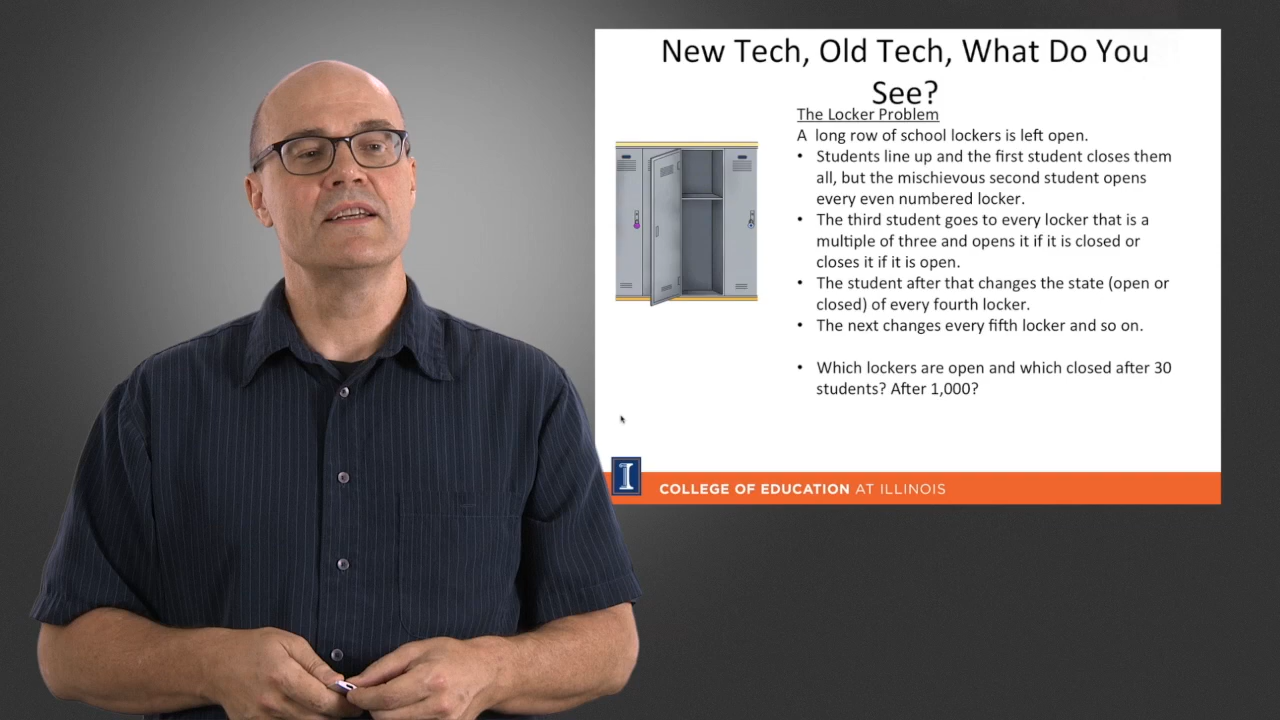 New Tech, Old Tech, What Do You
See?
The Locker Problem
A long row of school lockers is left open.
• Students line up and the first student closes them
all, but the mischievous second student opens
every even numbered locker.
• The third student goes to every locker that is a
multiple of three and opens it if it is closed or
closes it if it is open.
• The student after that changes the state (open or
closed) of every fourth locker.
• The next changes every fifth locker and so on.
• Which lockers are open and which closed after 30
students? After 1,000?
I
COLLEGE OF EDUCATION AT ILLINOIS